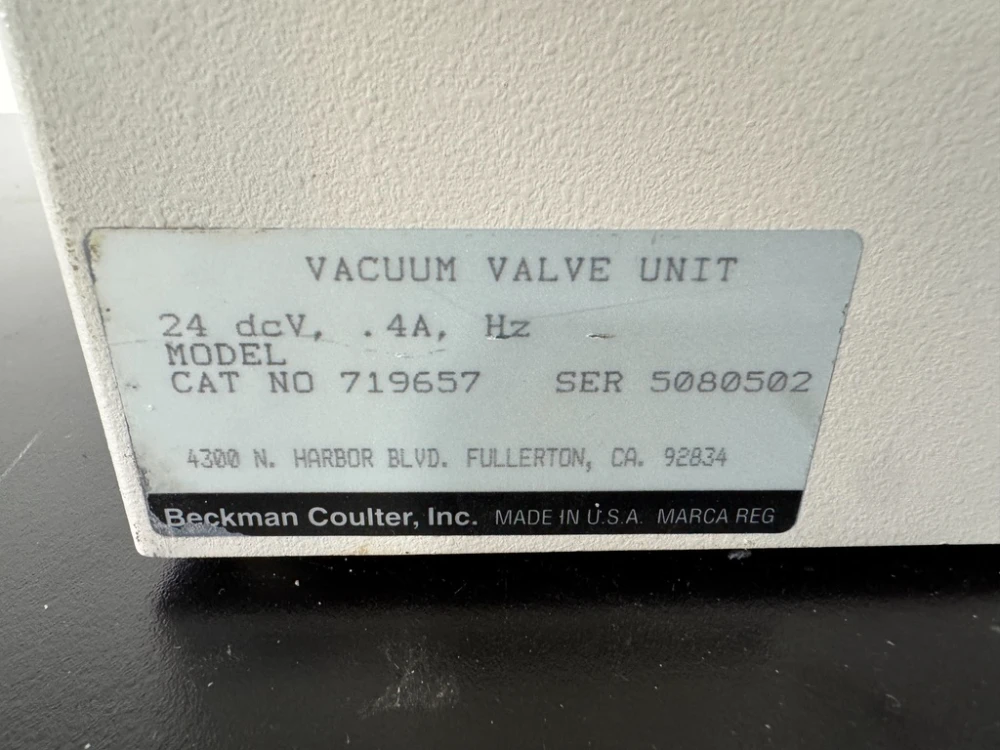 VACUUM VALVE UNIT
24 dcV, .4A, Hz
MODEL
CAT NO 719657 SER 5080502
4300 N. HARBOR BLVD. FULLERTON, CA. 92834
Beckman Coulter, Inc. MADE IN U.S.A. MARCA REG